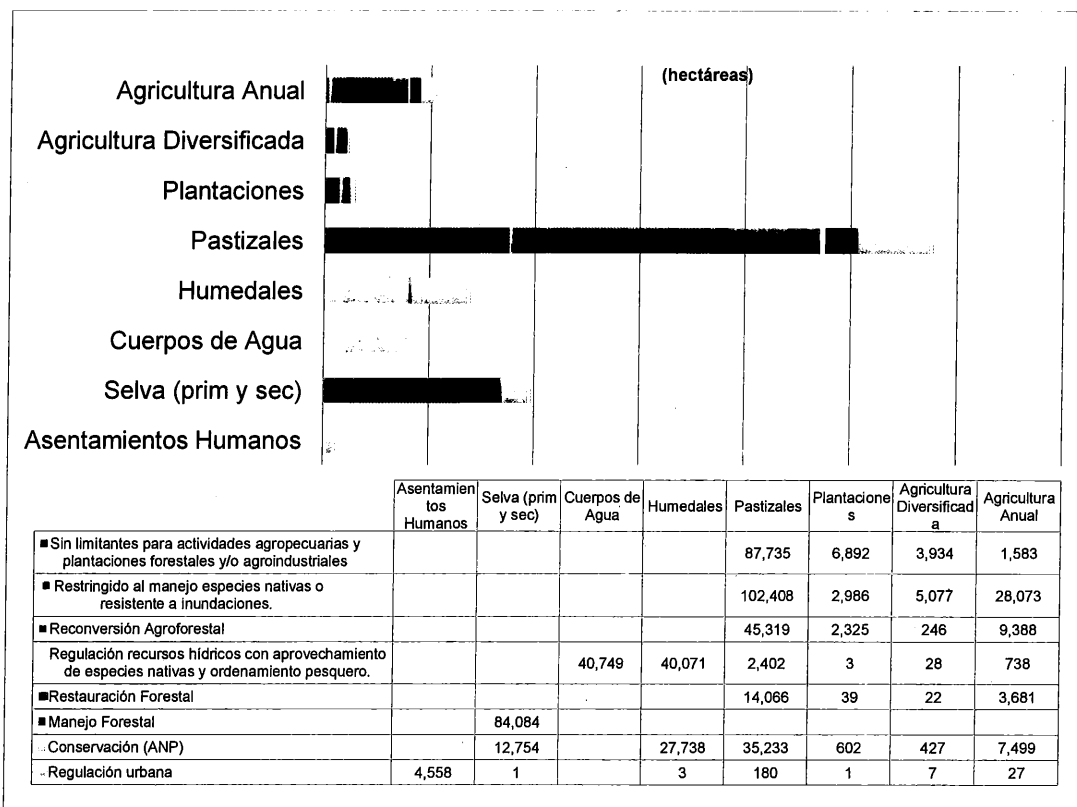 (hectáreas)
Agricultura Anual
Agricultura Diversificada
Plantaciones
Pastizales
Humedales
Cuerpos de Agua
Selva (prim y sec)
Asentamientos Humanos
Asentamien
tos
Humanos
Selva (prim
y sec)
Cuerpos de
Agua
Humedales
Pastizales
Plantacione
s
Agricultura
Diversificad
a
Agricultura
Anual
Sin limitantes para actividades agropecuarias y
plantaciones forestales y/o agroindustriales
87,735 6,892 3,934 1,583
Restringido al manejo especies nativas o
resistente a inundaciones.
102,408 2,986 5,077 28,073
Reconversión Agroforestal 45,319 2,325 246 9,388
Regulación recursos hídricos con aprovechamiento
de especies nativas y ordenamiento pesquero.
40,749 40,071 2,402 3 28 738
Restauración Forestal 14,066 39 22 3,681
Manejo Forestal 84,084
Conservación (ANP) 12,754 27,738 35,233 602 427 7,499
Regulación urbana 4,558 1 3 180 1 7 27